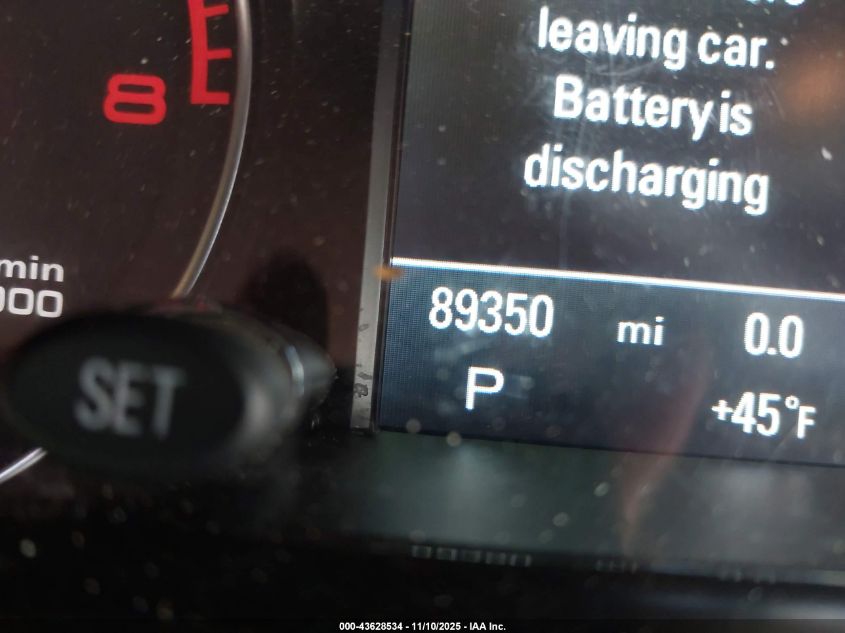 leaving car.
Battery is
discharging
8
min
000
SET
89350 mi 0.0
P +45°F
000-43628534 - 11/10/2025 - IAA Inc.